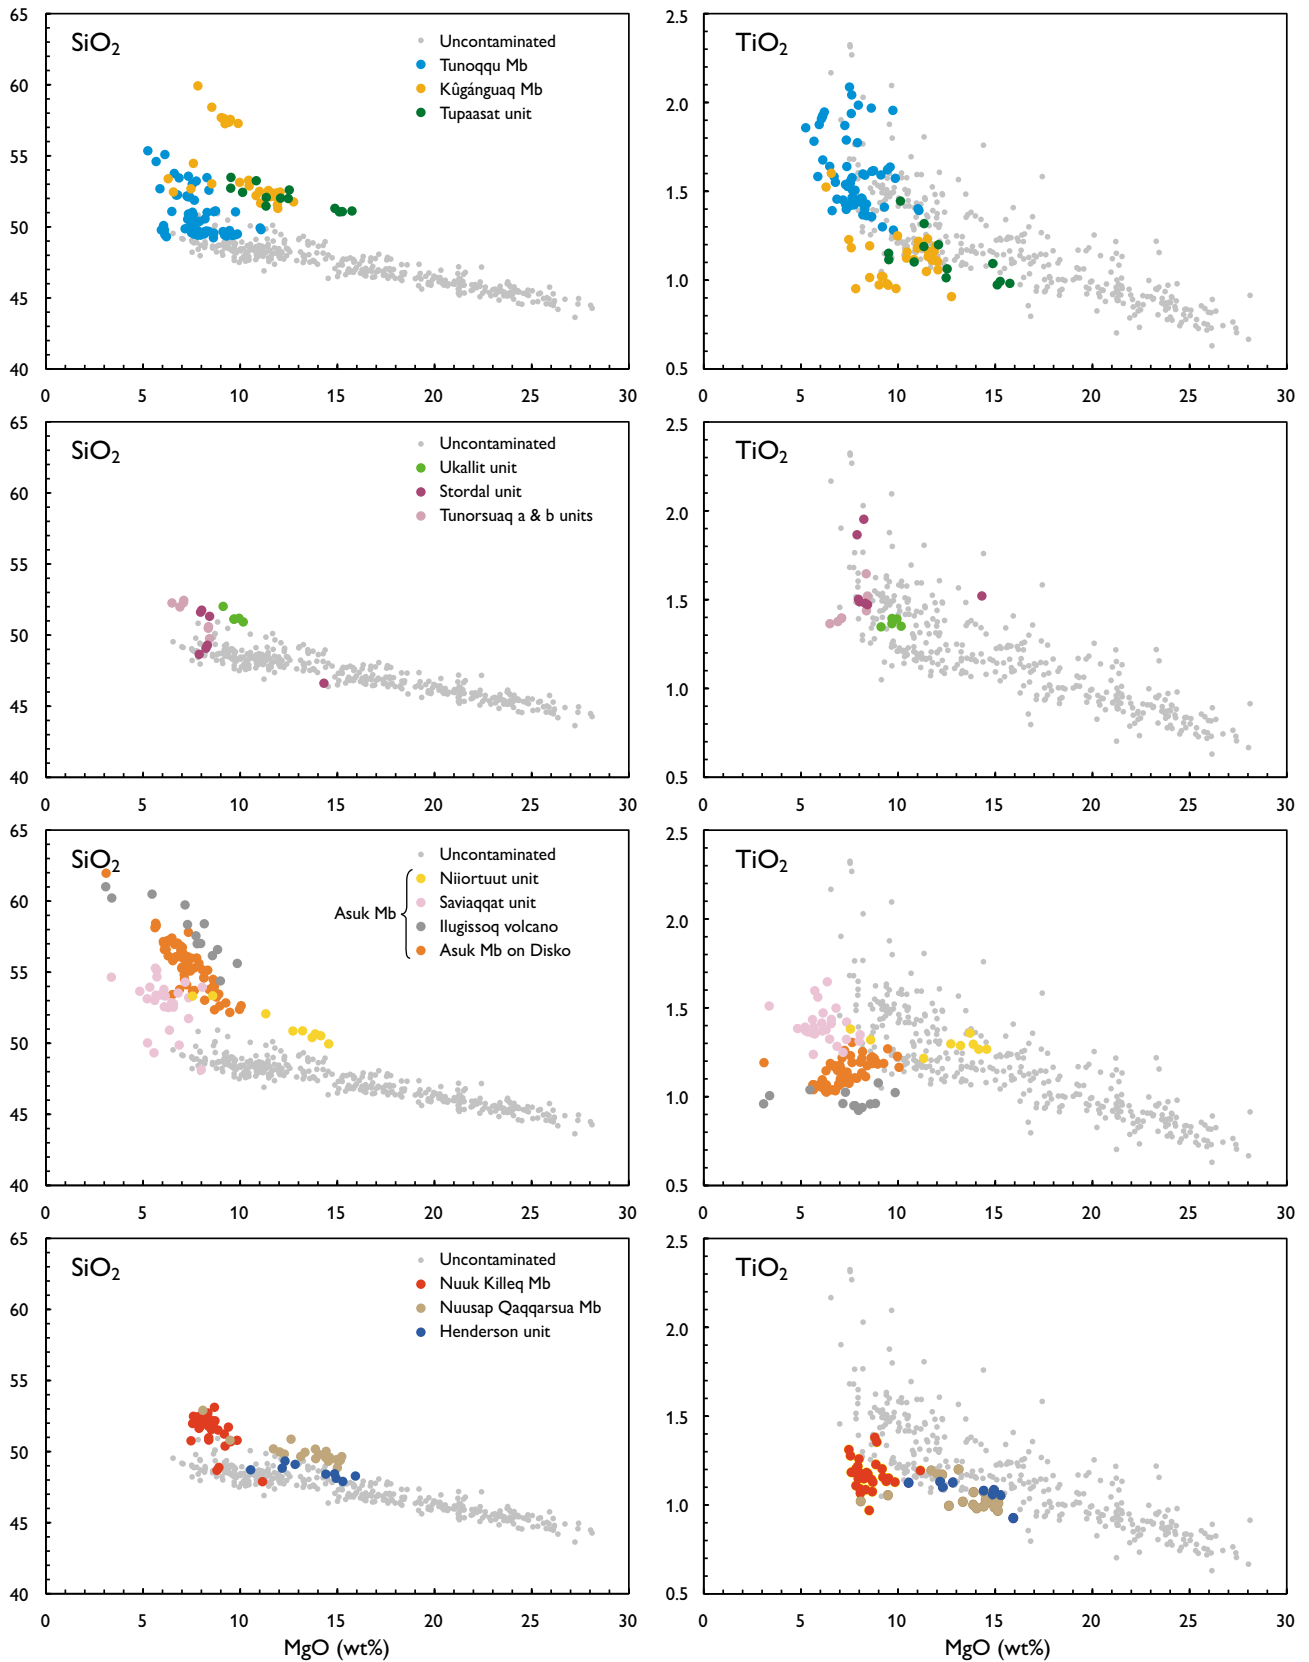 65
60
55
50
45
40
SiO₂
Uncontaminated
Tunoqqu Mb
Kûgánguaq Mb
Tupaasat unit
0 5 10 15 20 25 30
2.5
2.0
1.5
1.0
0.5
TiO₂
0 5 10 15 20 25 30
65
60
55
50
45
40
SiO₂
Uncontaminated
Ukallit unit
Stordal unit
Tunorsuaq a & b units
0 5 10 15 20 25 30
2.5
2.0
1.5
1.0
0.5
TiO₂
0 5 10 15 20 25 30
65
60
55
50
45
40
SiO₂
Uncontaminated
Asuk Mb
Niiortuut unit
Saviaqqat unit
Ilugissoq volcano
Asuk Mb on Disko
0 5 10 15 20 25 30
2.5
2.0
1.5
1.0
0.5
TiO₂
0 5 10 15 20 25 30
65
60
55
50
45
40
SiO₂
Uncontaminated
Nuuk Killeq Mb
Nuusap Qaqqarsua Mb
Henderson unit
0 5 10 15 20 25 30
MgO (wt%)
2.5
2.0
1.5
1.0
0.5
TiO₂
0 5 10 15 20 25 30
MgO (wt%)